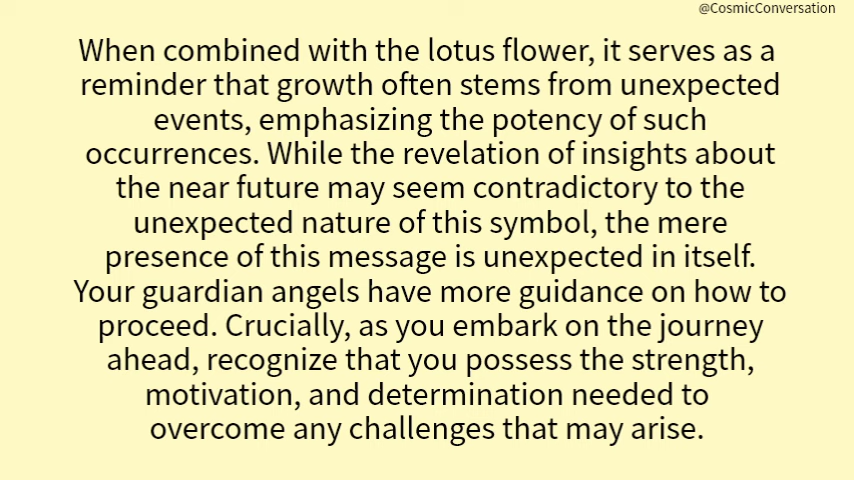 @CosmicConversation
When combined with the lotus flower, it serves as a
reminder that growth often stems from unexpected
events, emphasizing the potency of such
occurrences. While the revelation of insights about
the near future may seem contradictory to the
unexpected nature of this symbol, the mere
presence of this message is unexpected in itself.
Your guardian angels have more guidance on how to
proceed. Crucially, as you embark on the journey
ahead, recognize that you possess the strength,
motivation, and determination needed to
overcome any challenges that may arise.